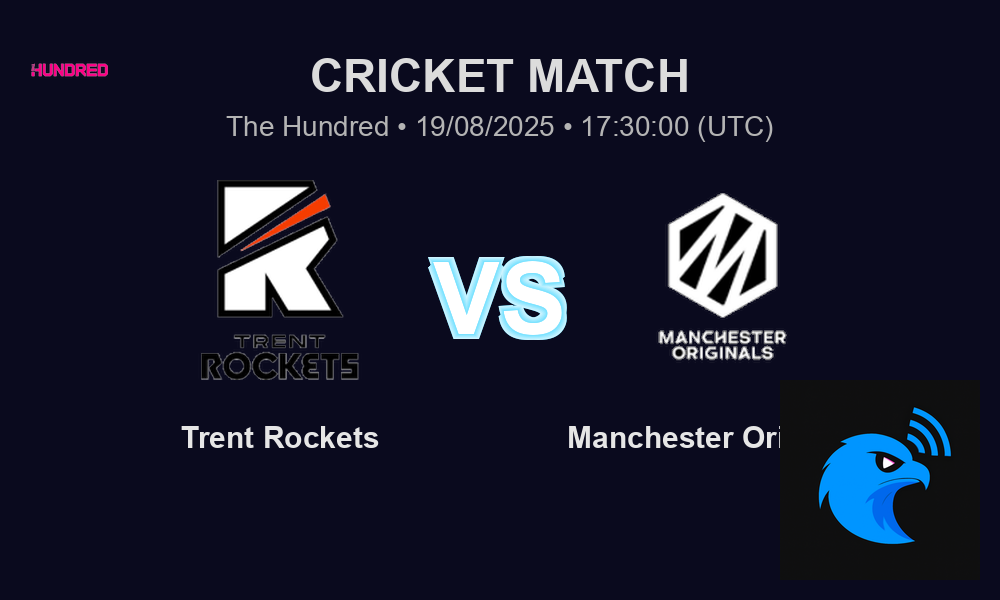 HUNDRED
CRICKET MATCH
The Hundred • 19/08/2025 • 17:30:00 (UTC)
VS
TRENT
ROCKETS
MANCHESTER
ORIGINALS
Trent Rockets
Manchester Ori